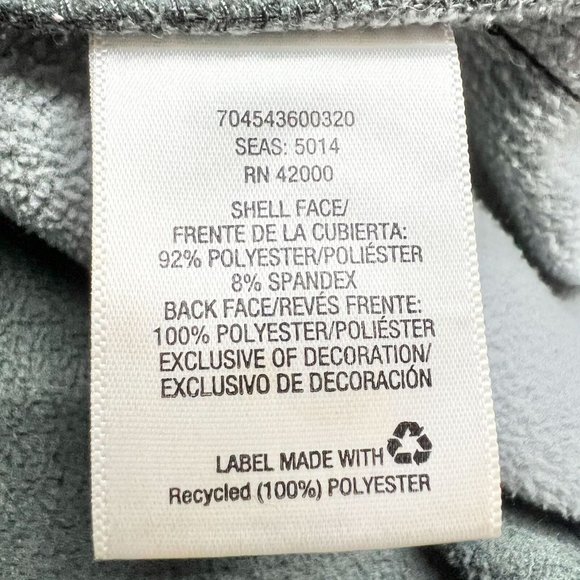 704543600320
SEAS: 5014
RN 42000
SHELL FACE/
FRENTE DE LA CUBIERTA:
92% POLYESTER/POLIÉSTER
8% SPANDEX
BACK FACE/REVÉS FRENTE:
100% POLYESTER/POLIÉSTER
EXCLUSIVE OF DECORATION/
EXCLUSIVO DE DECORACIÓN
LABEL MADE WITH
Recycled (100%) POLYESTER